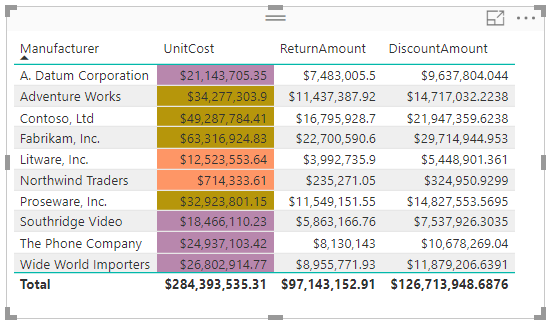 Manufacturer UnitCost ReturnAmount DiscountAmount
A. Datum Corporation $21,143,705.35 $7,483,005.5 $9,637,804.044
Adventure Works $34,277,303.9 $11,437,387.92 $14,717,032.2238
Contoso, Ltd $49,287,784.41 $16,795,928.7 $21,947,359.6238
Fabrikam, Inc. $63,316,924.83 $22,700,590.6 $29,714,944.953
Litware, Inc. $12,523,553.64 $3,992,735.9 $5,448,901.361
Northwind Traders $714,333.61 $235,271.05 $324,950.9299
Proseware, Inc. $32,923,801.15 $11,549,151.55 $14,827,553.5695
Southridge Video $18,466,110.23 $5,863,166.76 $7,537,926.3035
The Phone Company $24,937,103.42 $8,130,143 $10,678,269.04
Wide World Importers $26,802,914.77 $8,955,771.93 $11,879,206.6391
Total $284,393,535.31 $97,143,152.91 $126,713,948.6876